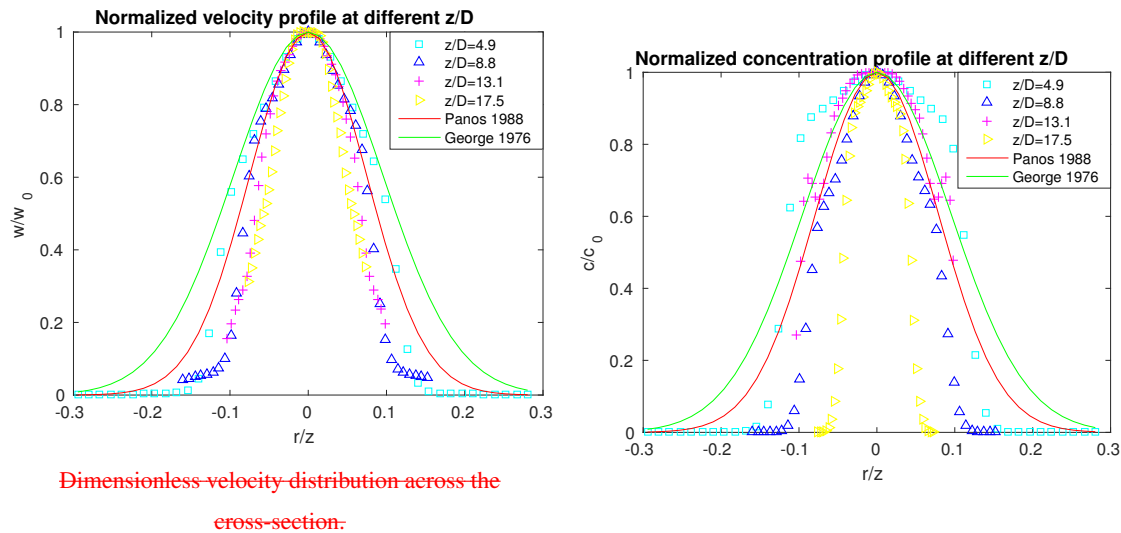 Normalized velocity profile at different z/D
w/w0
1
0.8
0.6
0.4
0.2
0
-0.3
-0.2
-0.1
0
0.1
0.2
0.3
r/z
z/D=4.9
z/D=8.8
z/D=13.1
z/D=17.5
Panos 1988
George 1976
Dimensionless velocity distribution across the
cross-section.
Normalized concentration profile at different z/D
c/c0
1
0.8
0.6
0.4
0.2
0
-0.3
-0.2
-0.1
0
0.1
0.2
0.3
r/z
z/D=4.9
z/D=8.8
z/D=13.1
z/D=17.5
Panos 1988
George 1976